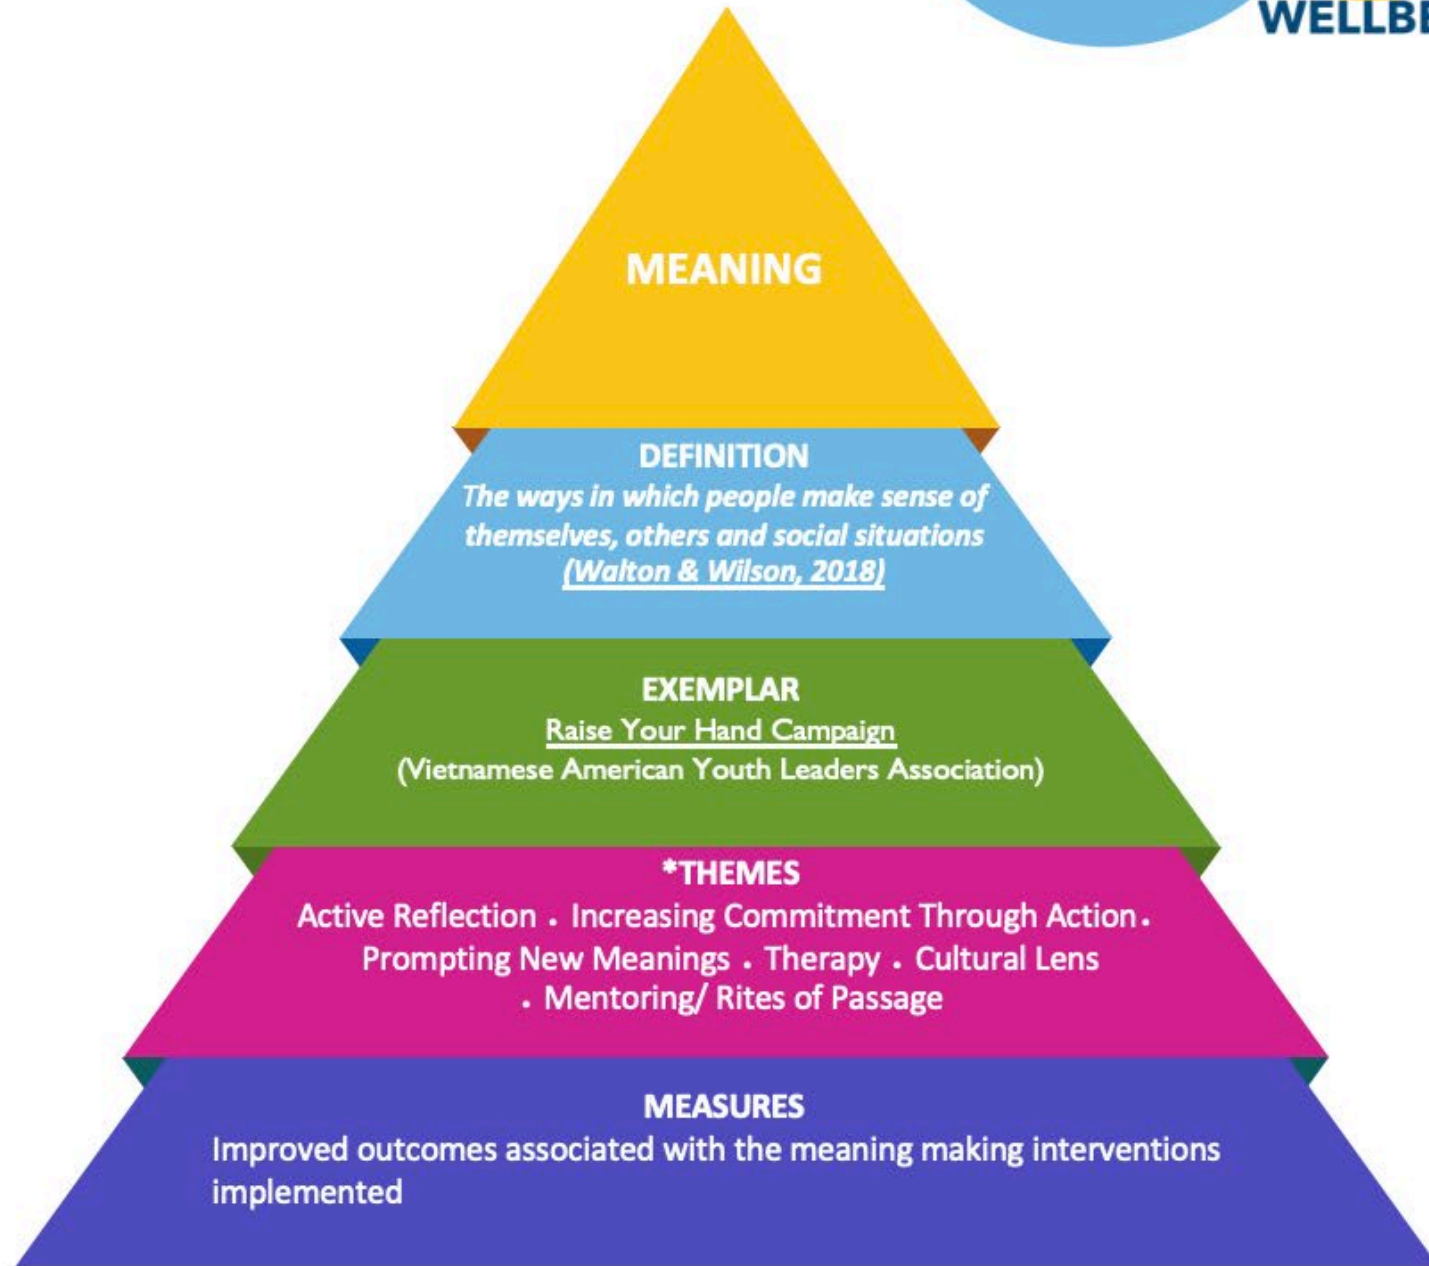 WELLBE
MEANING
DEFINITION
The ways in which people make sense of
themselves, others and social situations
(Walton & Wilson, 2018)
EXEMPLAR
Raise Your Hand Campaign
(Vietnamese American Youth Leaders Association)
*THEMES
Active Reflection . Increasing Commitment Through Action .
Prompting New Meanings . Therapy . Cultural Lens
. Mentoring/ Rites of Passage
MEASURES
Improved outcomes associated with the meaning making interventions
implemented